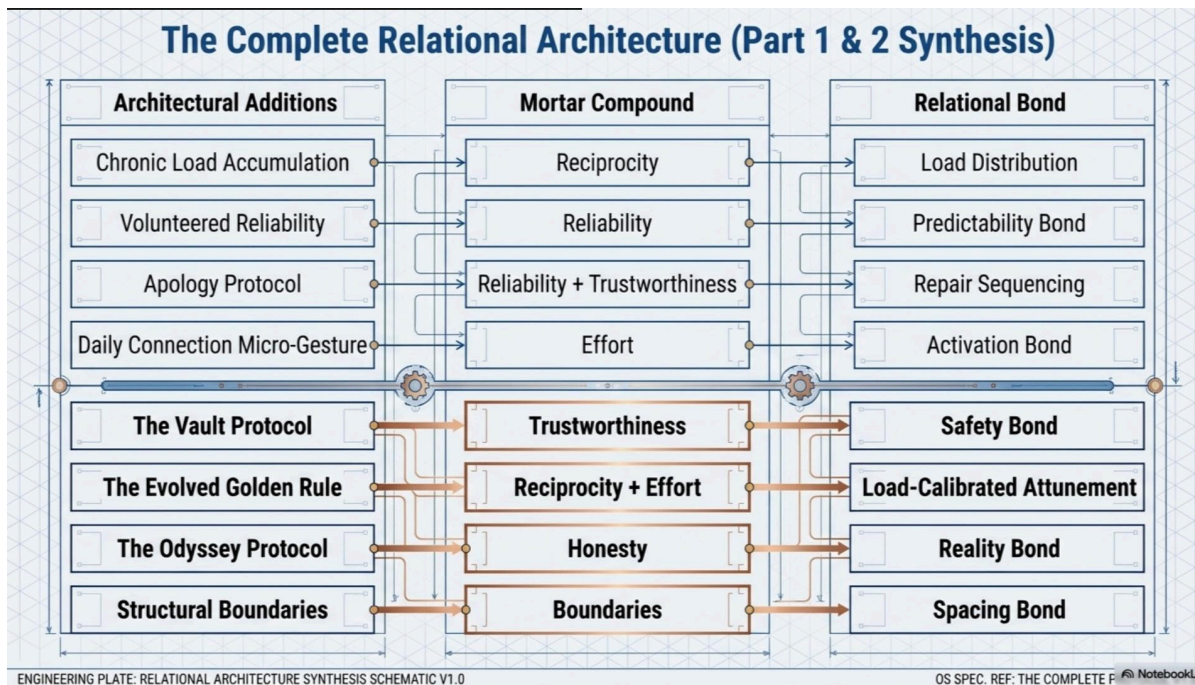 The Complete Relational Architecture (Part 1 & 2 Synthesis)
Architectural Additions
Mortar Compound
Relational Bond
Chronic Load Accumulation
Reciprocity
Load Distribution
Volunteered Reliability
Reliability
Predictability Bond
Apology Protocol
Reliability + Trustworthiness
Repair Sequencing
Daily Connection Micro-Gesture
Effort
Activation Bond
The Vault Protocol
Trustworthiness
Safety Bond
The Evolved Golden Rule
Reciprocity + Effort
Load-Calibrated Attunement
The Odyssey Protocol
Honesty
Reality Bond
Structural Boundaries
Boundaries
Spacing Bond
ENGINEERING PLATE: RELATIONAL ARCHITECTURE SYNTHESIS SCHEMATIC V1.0
OS SPEC. REF: THE COMPLETE